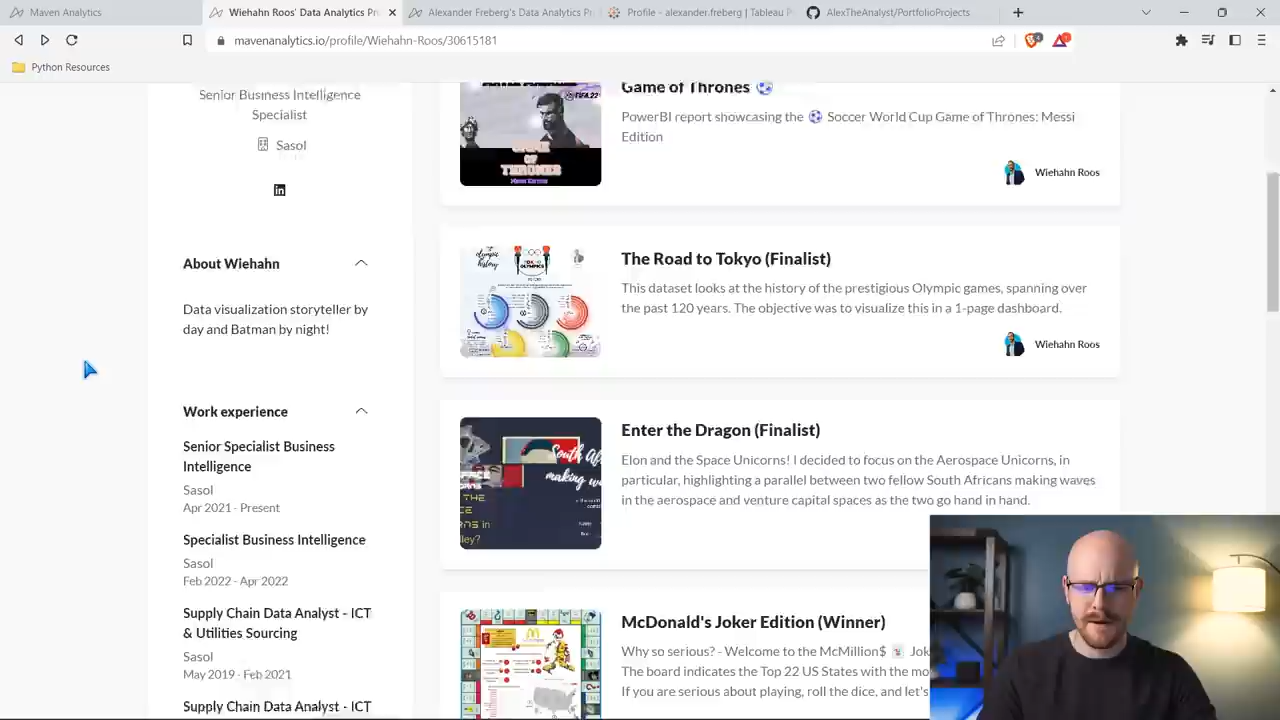 Maven Analytics
Wiehahn Roos' Data Analytics Pr
Alexander Freberg's Data Analytics Pr
Profile - alexander.freberg | Tableau P
AlexTheAnalyst/PortfolioProjects
mavenanalytics.io/profile/Wiehahn-Roos/30615181
Python Resources
Senior Business Intelligence
Specialist
Sasol
About Wiehahn
Data visualization storyteller by
day and Batman by night!
Work experience
Senior Specialist Business
Intelligence
Sasol
Apr 2021 - Present
Specialist Business Intelligence
Sasol
Feb 2022 - Apr 2022
Supply Chain Data Analyst - ICT
& Utilities Sourcing
Sasol
May 2019 - Feb 2021
Supply Chain Data Analyst - ICT
Game of Thrones ⚽
PowerBI report showcasing the ⚽ Soccer World Cup Game of Thrones: Messi
Edition
Wiehahn Roos
The Road to Tokyo (Finalist)
This dataset looks at the history of the prestigious Olympic games, spanning over
the past 120 years. The objective was to visualize this in a 1-page dashboard.
Wiehahn Roos
Enter the Dragon (Finalist)
Elon and the Space Unicorns! I decided to focus on the Aerospace Unicorns, in
particular, highlighting a parallel between two fellow South Africans making waves
in the aerospace and venture capital spaces as the two go hand in hand.
McDonald's Joker Edition (Winner)
Why so serious? - Welcome to the McMillion$ 🃏 Jok
The board indicates the Top 22 US States with the mo
If you are serious about playing, roll the dice, and let's